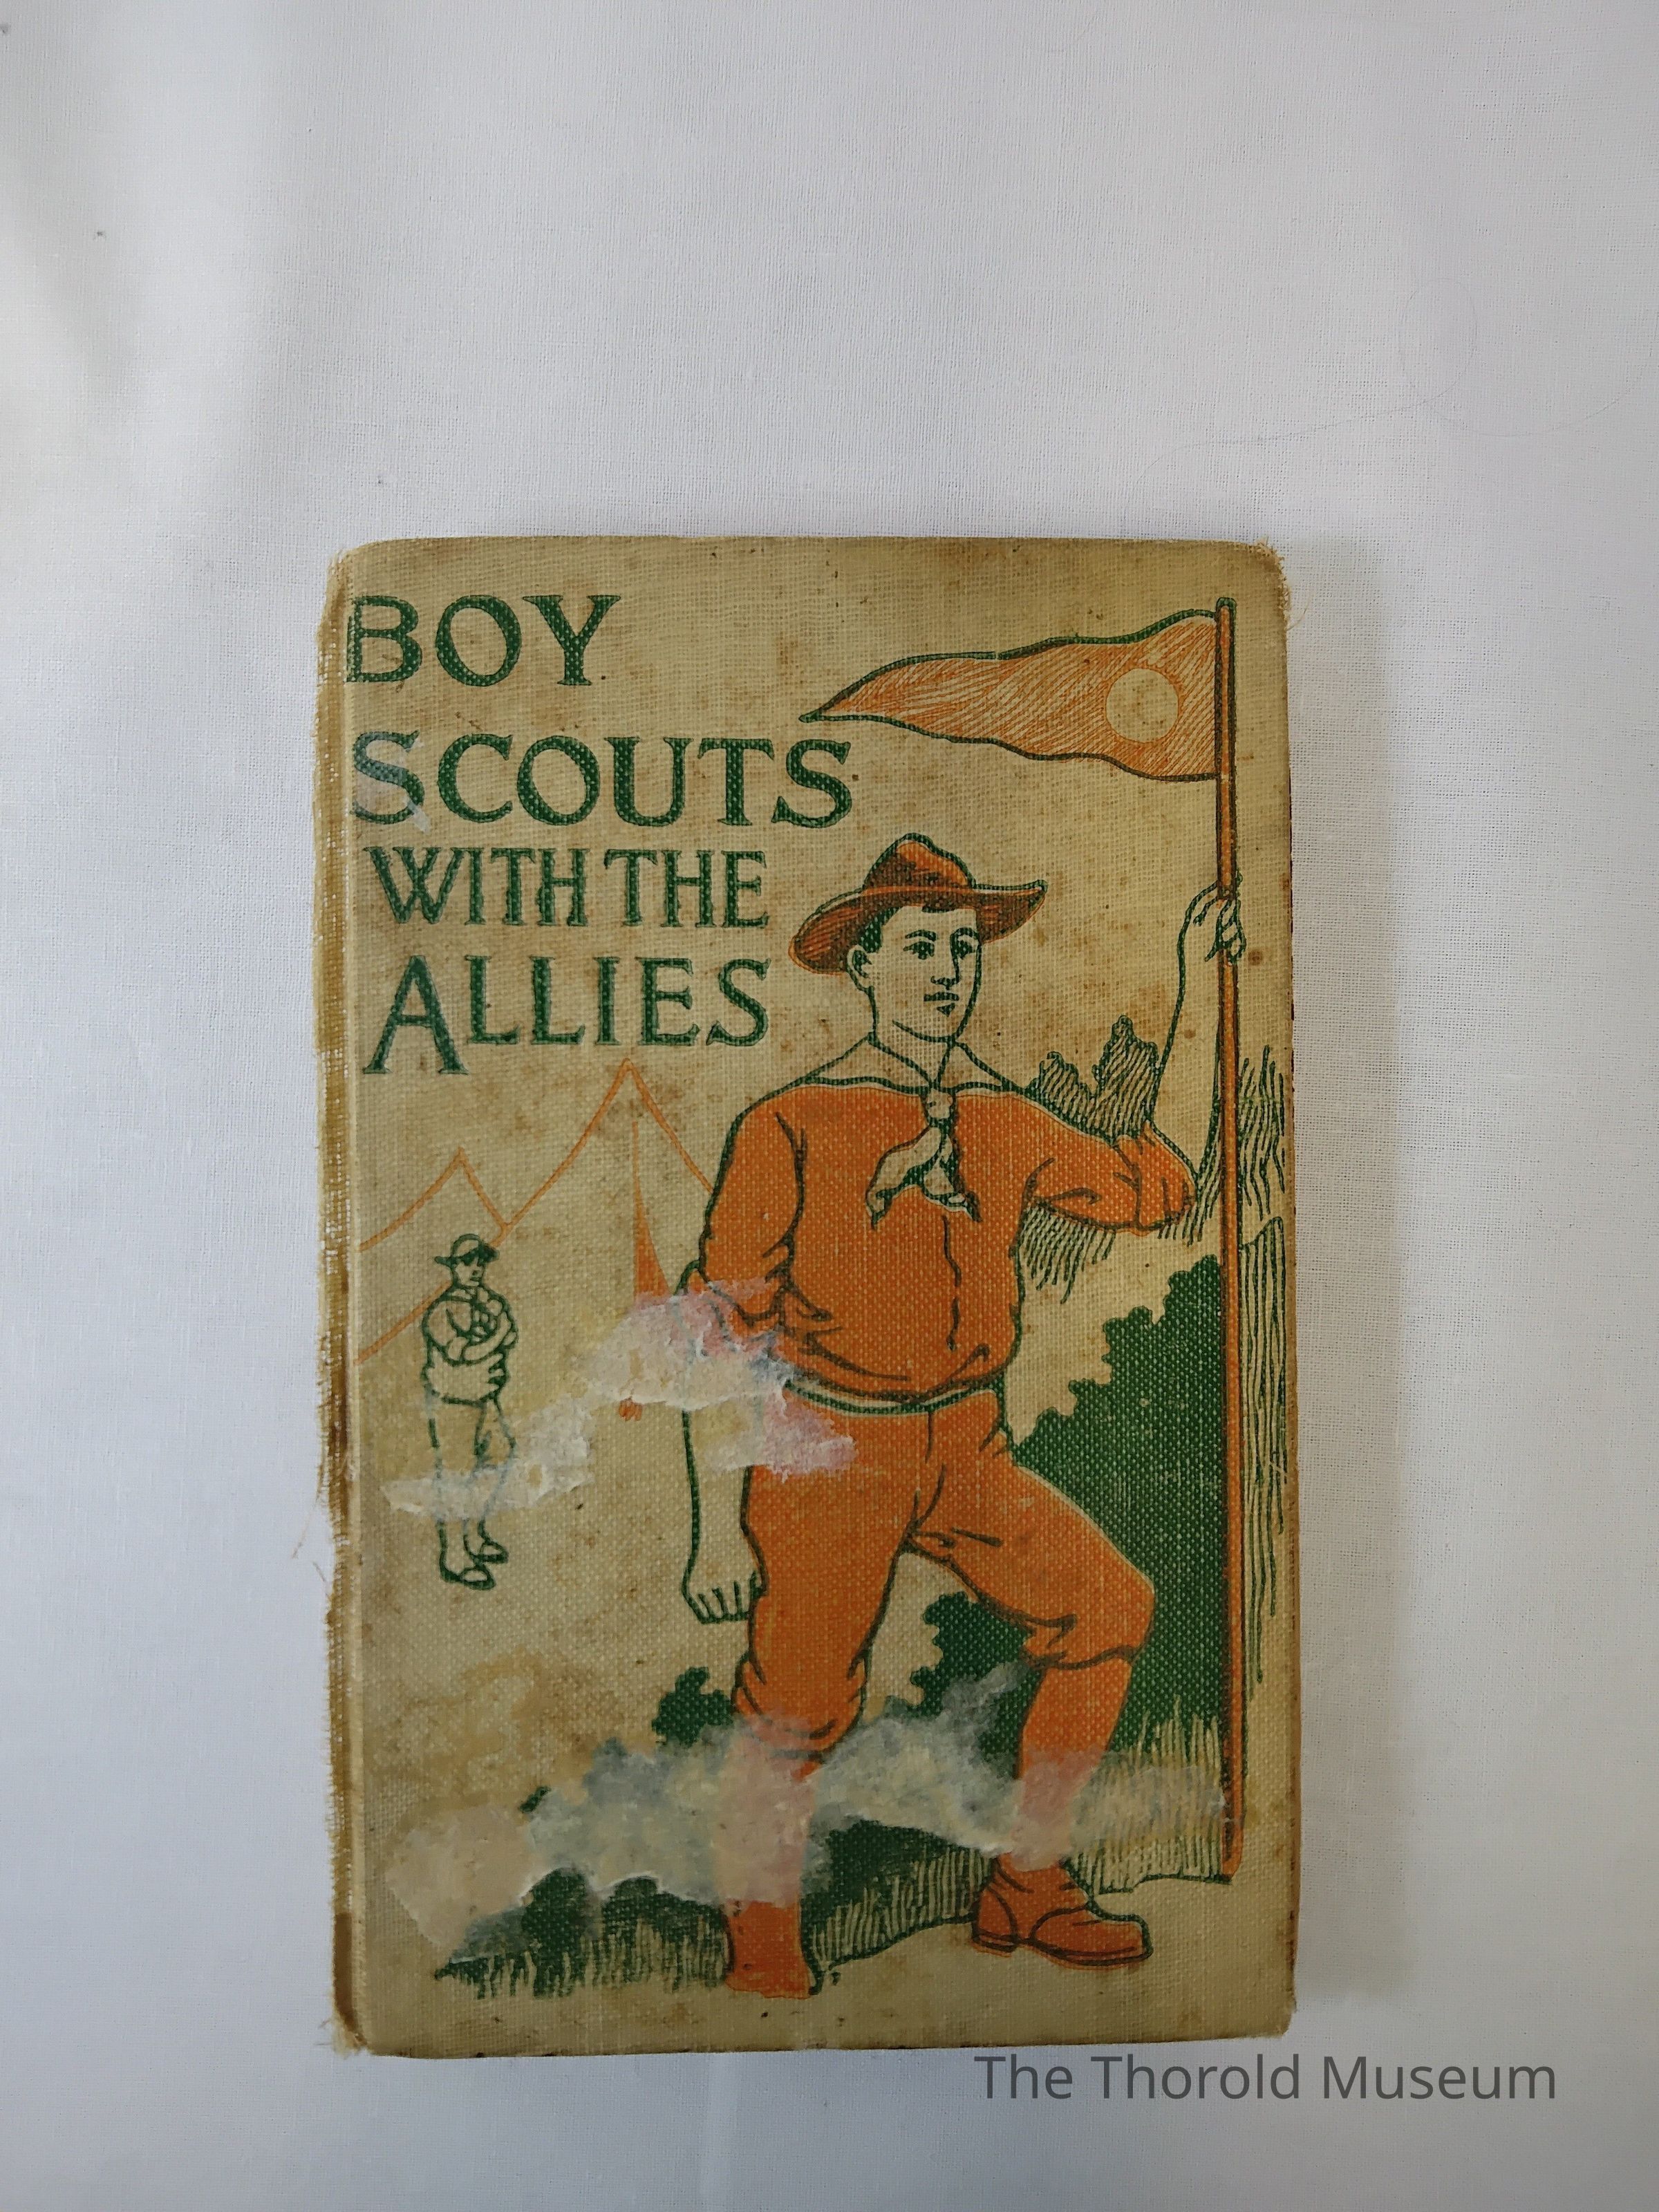 BOY
SCOUTS
WITH THE
ALLIES
The Thorold Museum